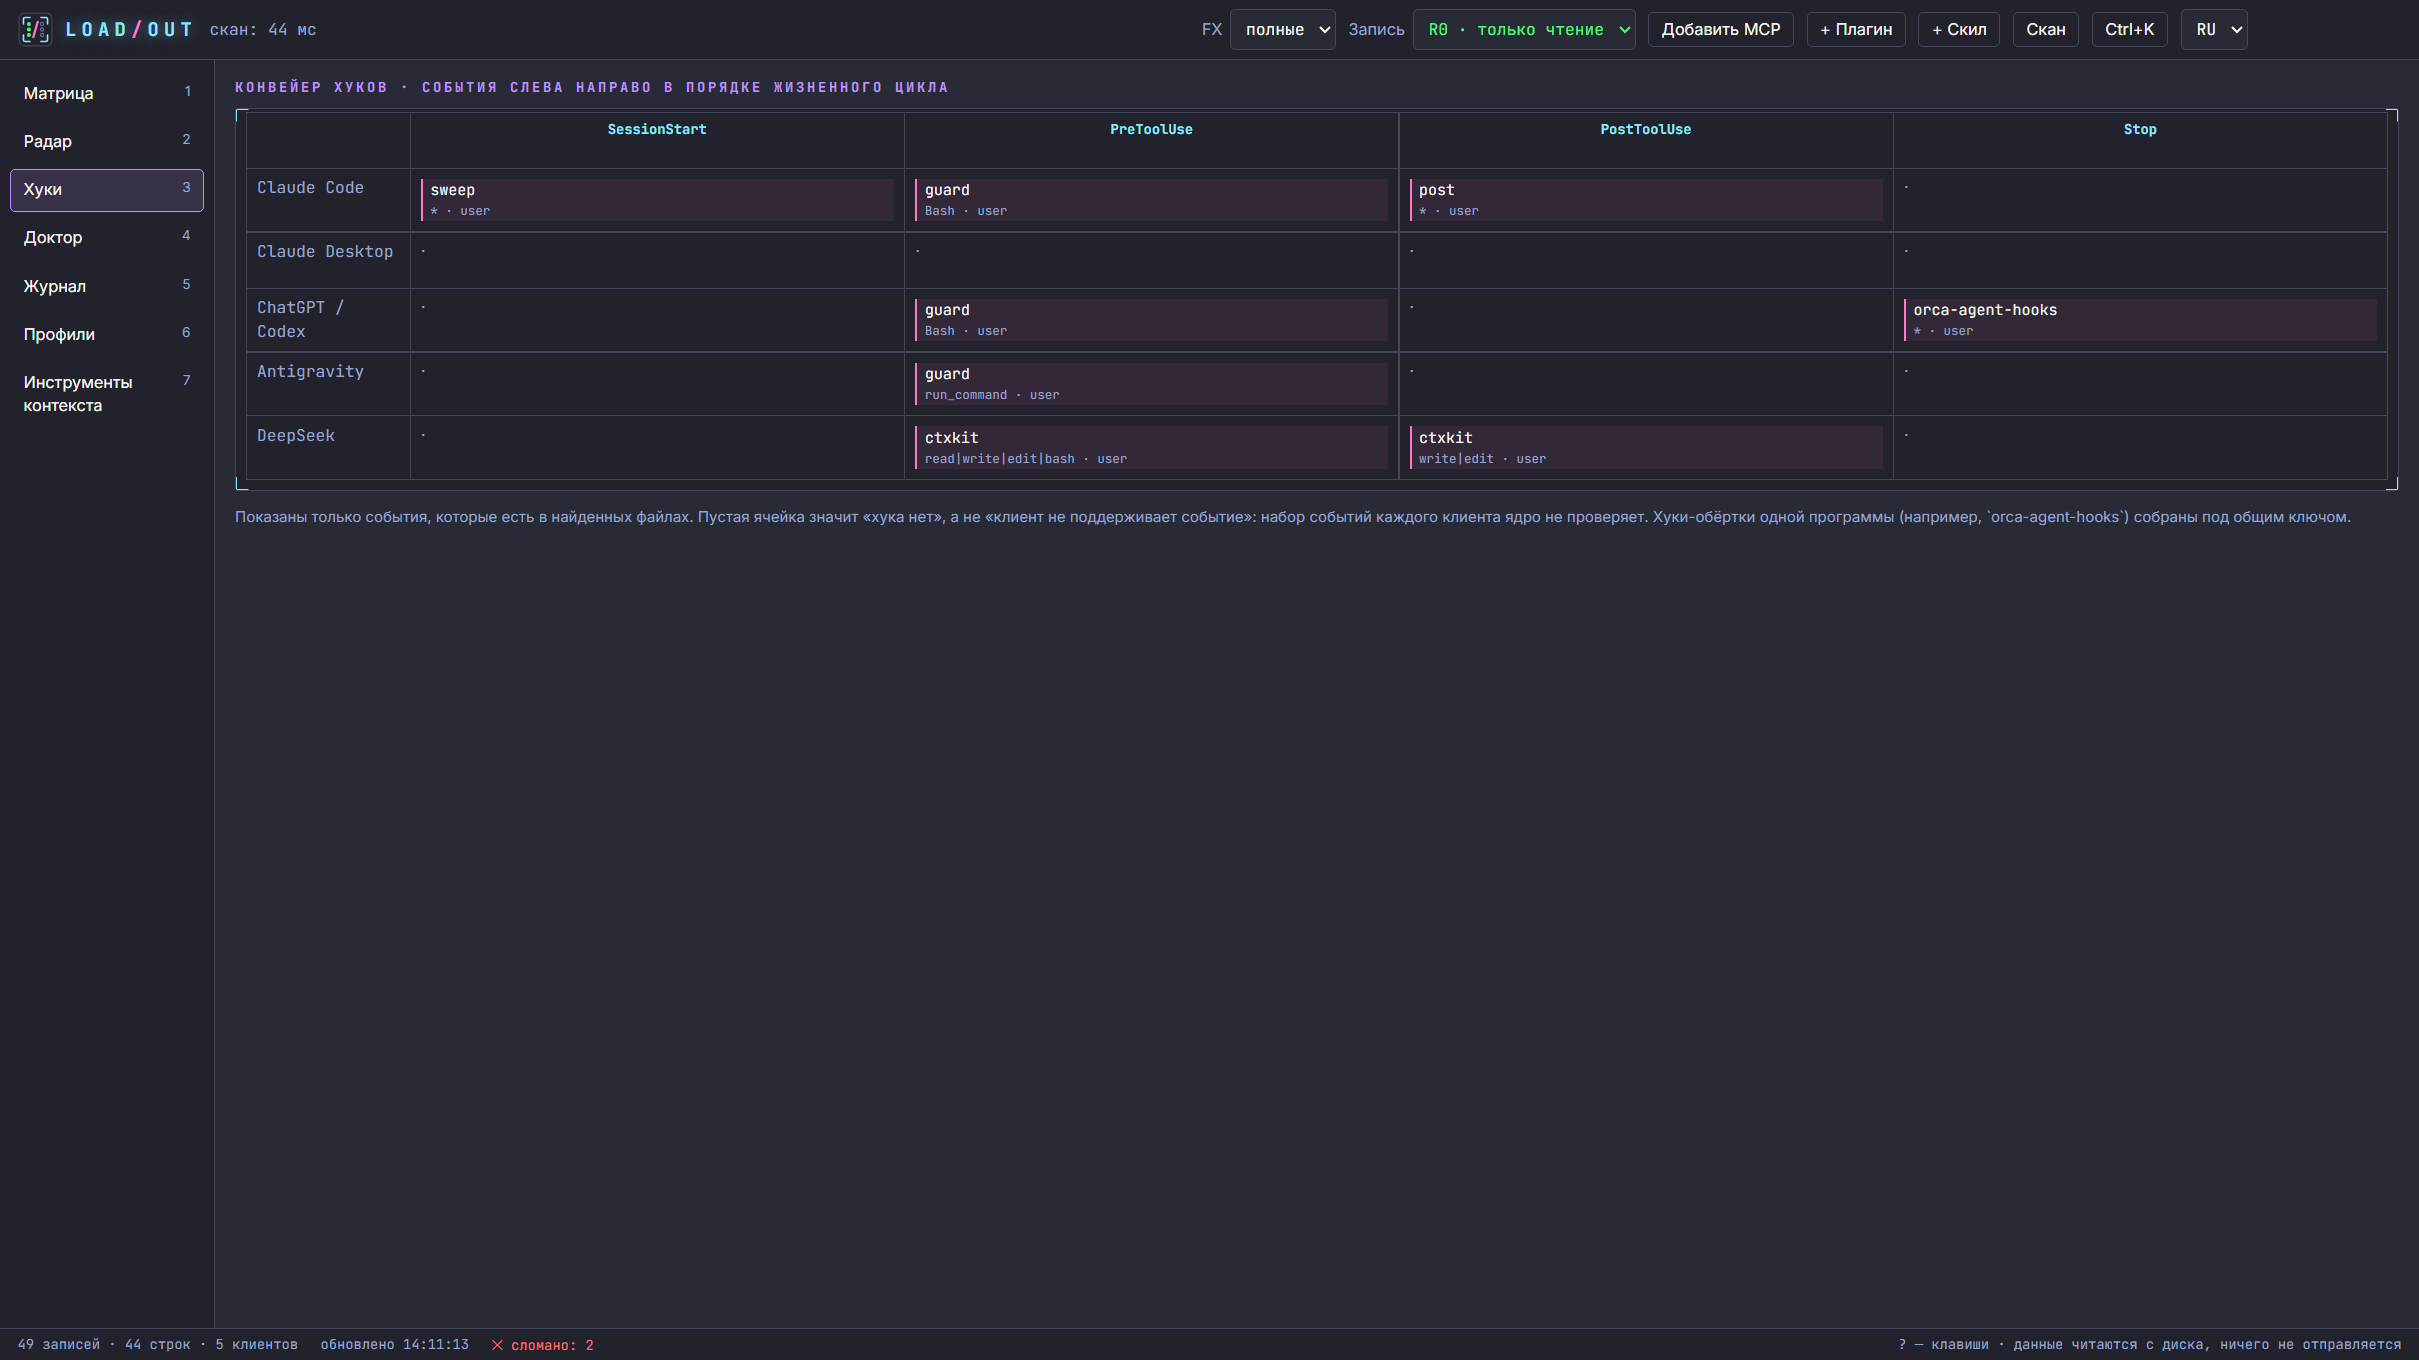 LOAD/OUT скан: 44 мс FX полные Запись R0 · только чтение Добавить MCP + Плагин + Скил Скан Ctrl+K RU
Матрица 1
Радар 2
Хуки 3
Доктор 4
Журнал 5
Профили 6
Инструменты контекста 7
КОНВЕЙЕР ХУКОВ · СОБЫТИЯ СЛЕВА НАПРАВО В ПОРЯДКЕ ЖИЗНЕННОГО ЦИКЛА
SessionStart PreToolUse PostToolUse Stop
Claude Code
sweep
* · user
guard
Bash · user
post
* · user
·
Claude Desktop
· · · ·
ChatGPT /
Codex
·
guard
Bash · user
·
orca-agent-hooks
* · user
Antigravity
·
guard
run_command · user
· ·
DeepSeek
·
ctxkit
read|write|edit|bash · user
ctxkit
write|edit · user
·
Показаны только события, которые есть в найденных файлах. Пустая ячейка значит «хука нет», а не «клиент не поддерживает событие»: набор событий каждого клиента ядро не проверяет. Хуки-обёртки одной программы (например, `orca-agent-hooks`) собраны под общим ключом.
49 записей · 44 строк · 5 клиентов обновлено 14:11:13 ✕ сломано: 2 ? — клавиши · данные читаются с диска, ничего не отправляется